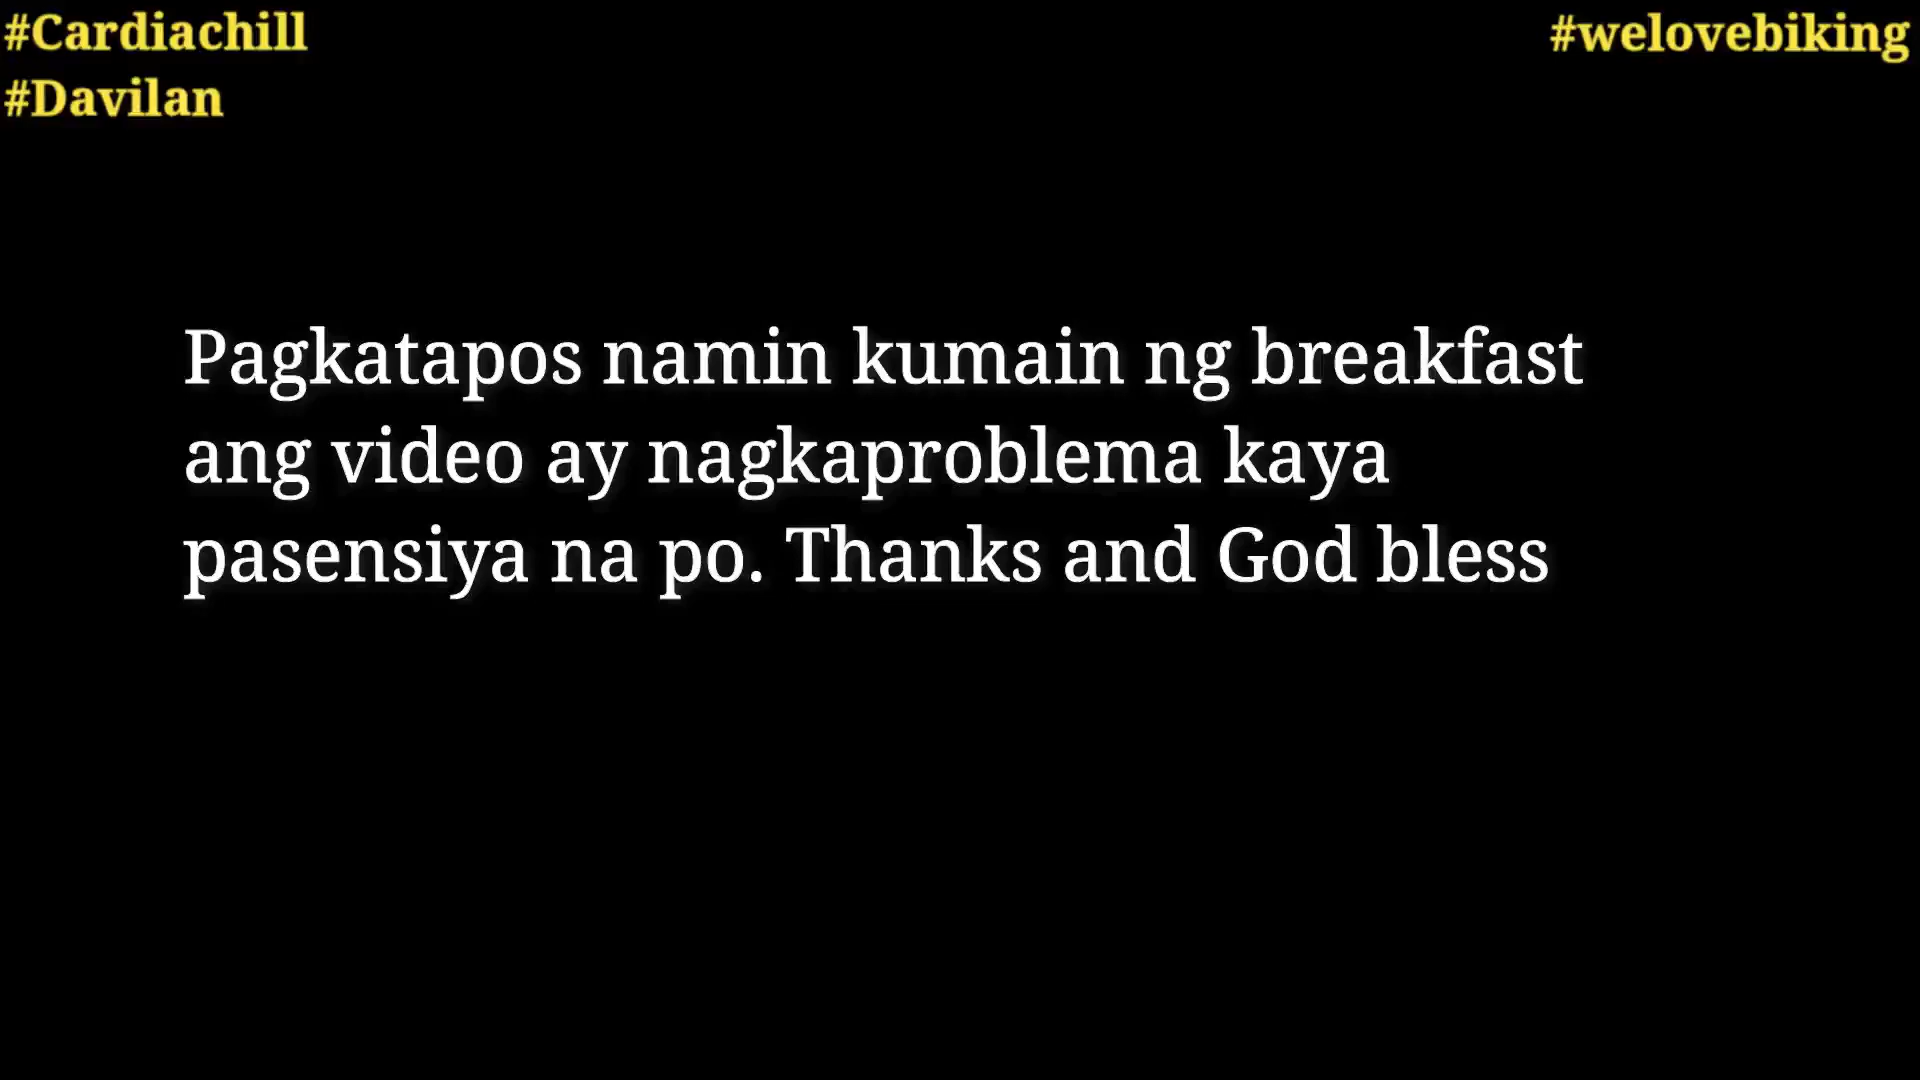 #Cardiachill
#welovebiking
#Davilan
Pagkatapos namin kumain ng breakfast
ang video ay nagkaproblema kaya
pasensiya na po. Thanks and God bless